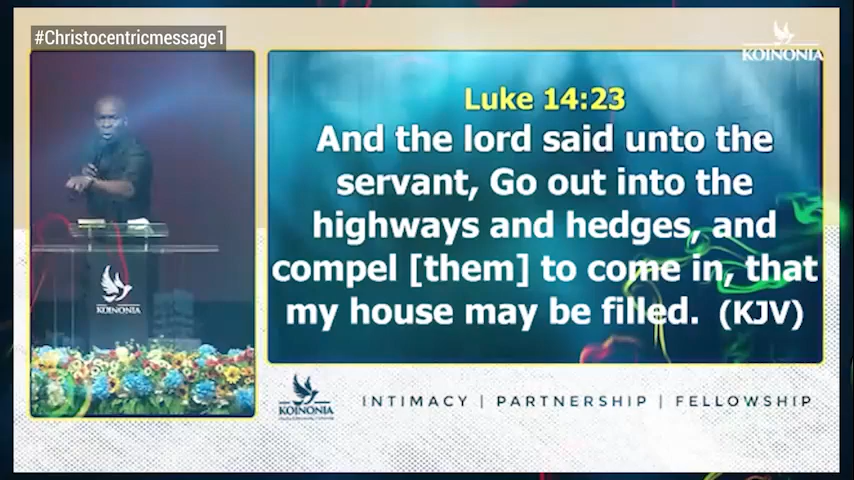 #Christocentricmessage1
KOINONIA
Luke 14:23
And the lord said unto the
servant, Go out into the
highways and hedges, and
compel [them] to come in, that
my house may be filled. (KJV)
KOINONIA
KOINONIA
INTIMACY | PARTNERSHIP | FELLOWSHIP